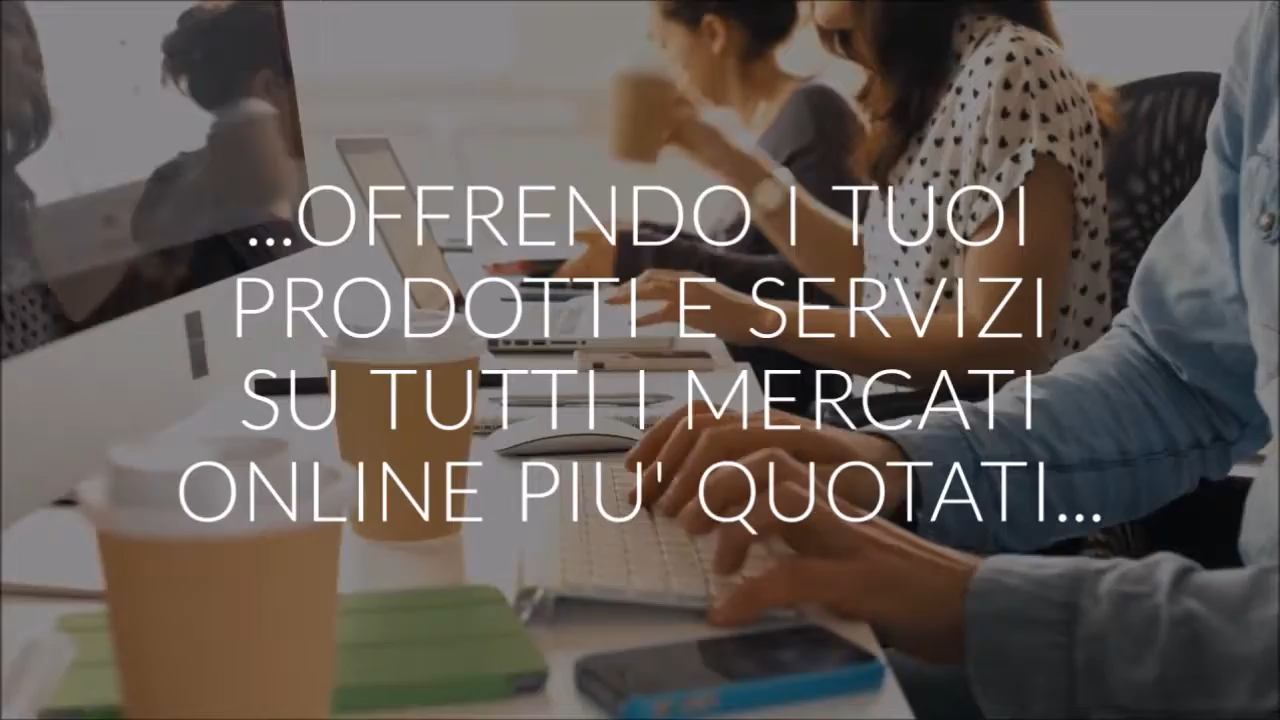 ...OFFRENDO I TUOI
PRODOTTI E SERVIZI
SU TUTTI I MERCATI
ONLINE PIU' QUOTATI...